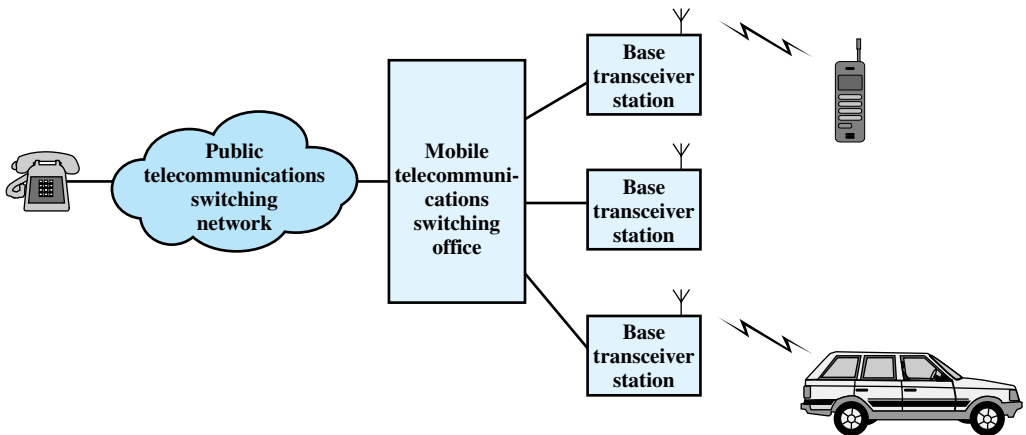 Public
telecommunications
switching
network
Mobile
telecommuni-
cations
switching
office
Base
transceiver
station
Base
transceiver
station
Base
transceiver
station